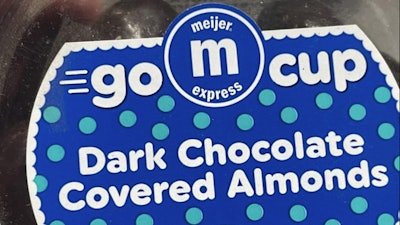 meijer
m
express
go cup
Dark Chocolate
Covered Almonds